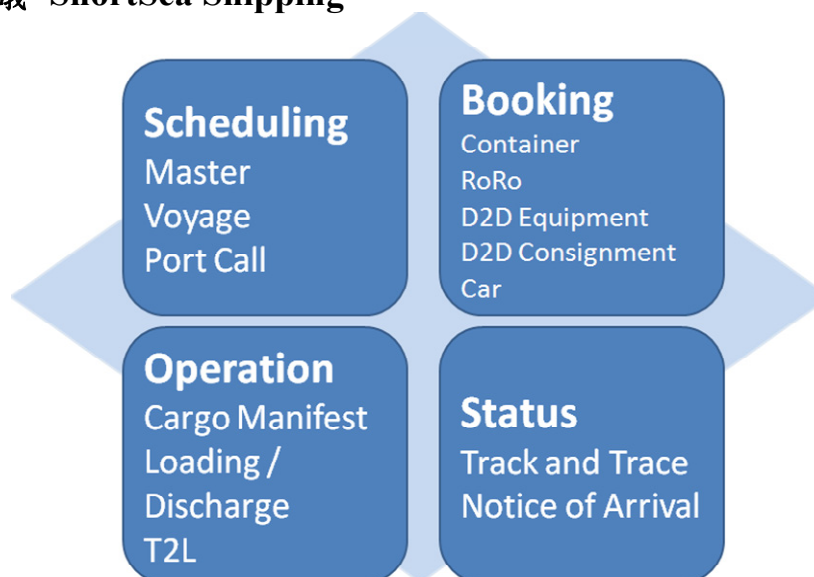 ShortSea Shipping
Scheduling
Master
Voyage
Port Call
Booking
Container
RoRo
D2D Equipment
D2D Consignment
Car
Operation
Cargo Manifest
Loading /
Discharge
T2L
Status
Track and Trace
Notice of Arrival